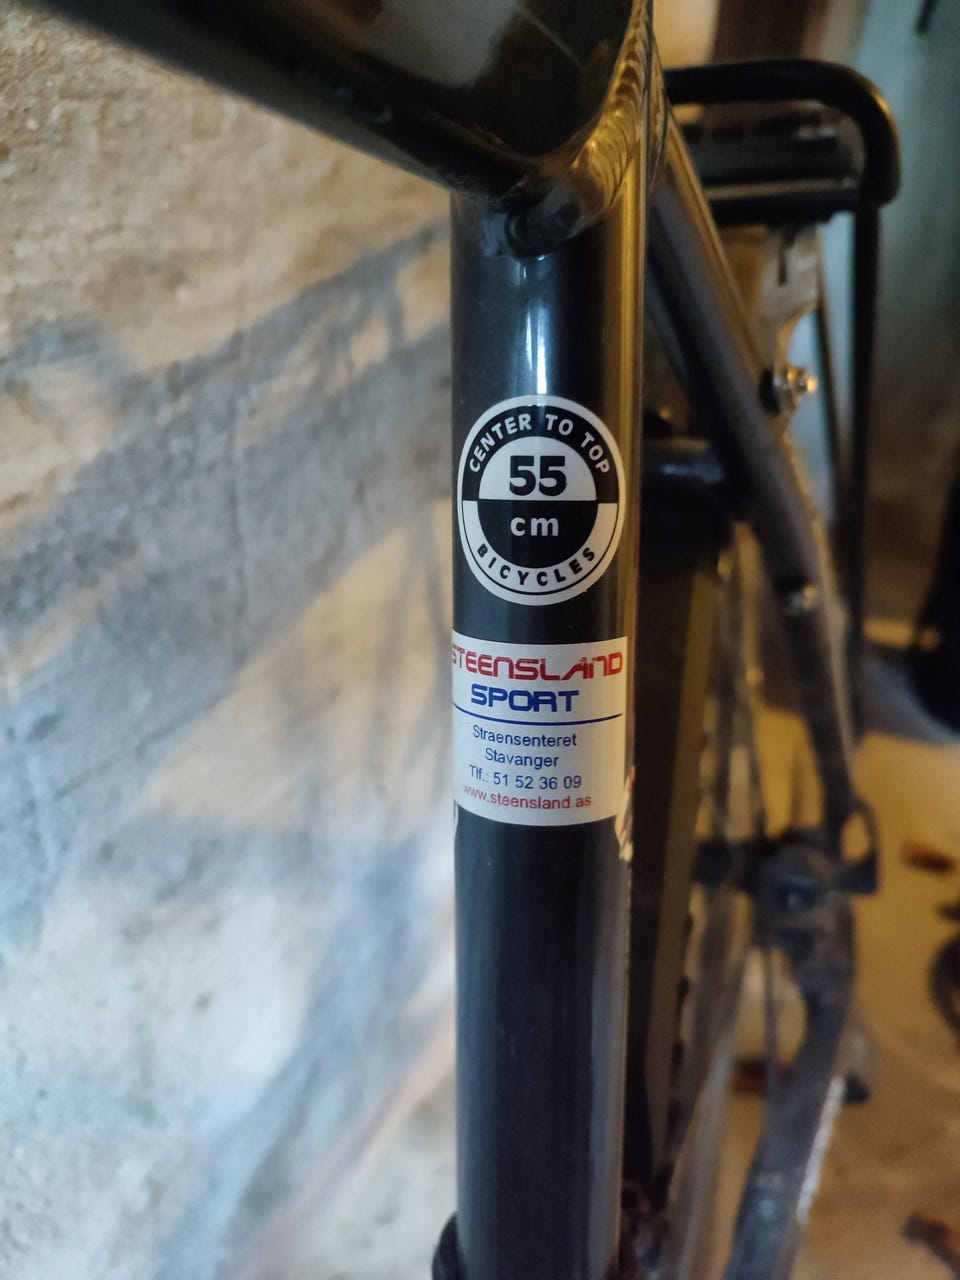 CENTER TO TOP
55
cm
BICYCLES
STEENSLAND
SPORT
Straensenteret
Stavanger
Tlf.: 51 52 36 09
www.steensland.as